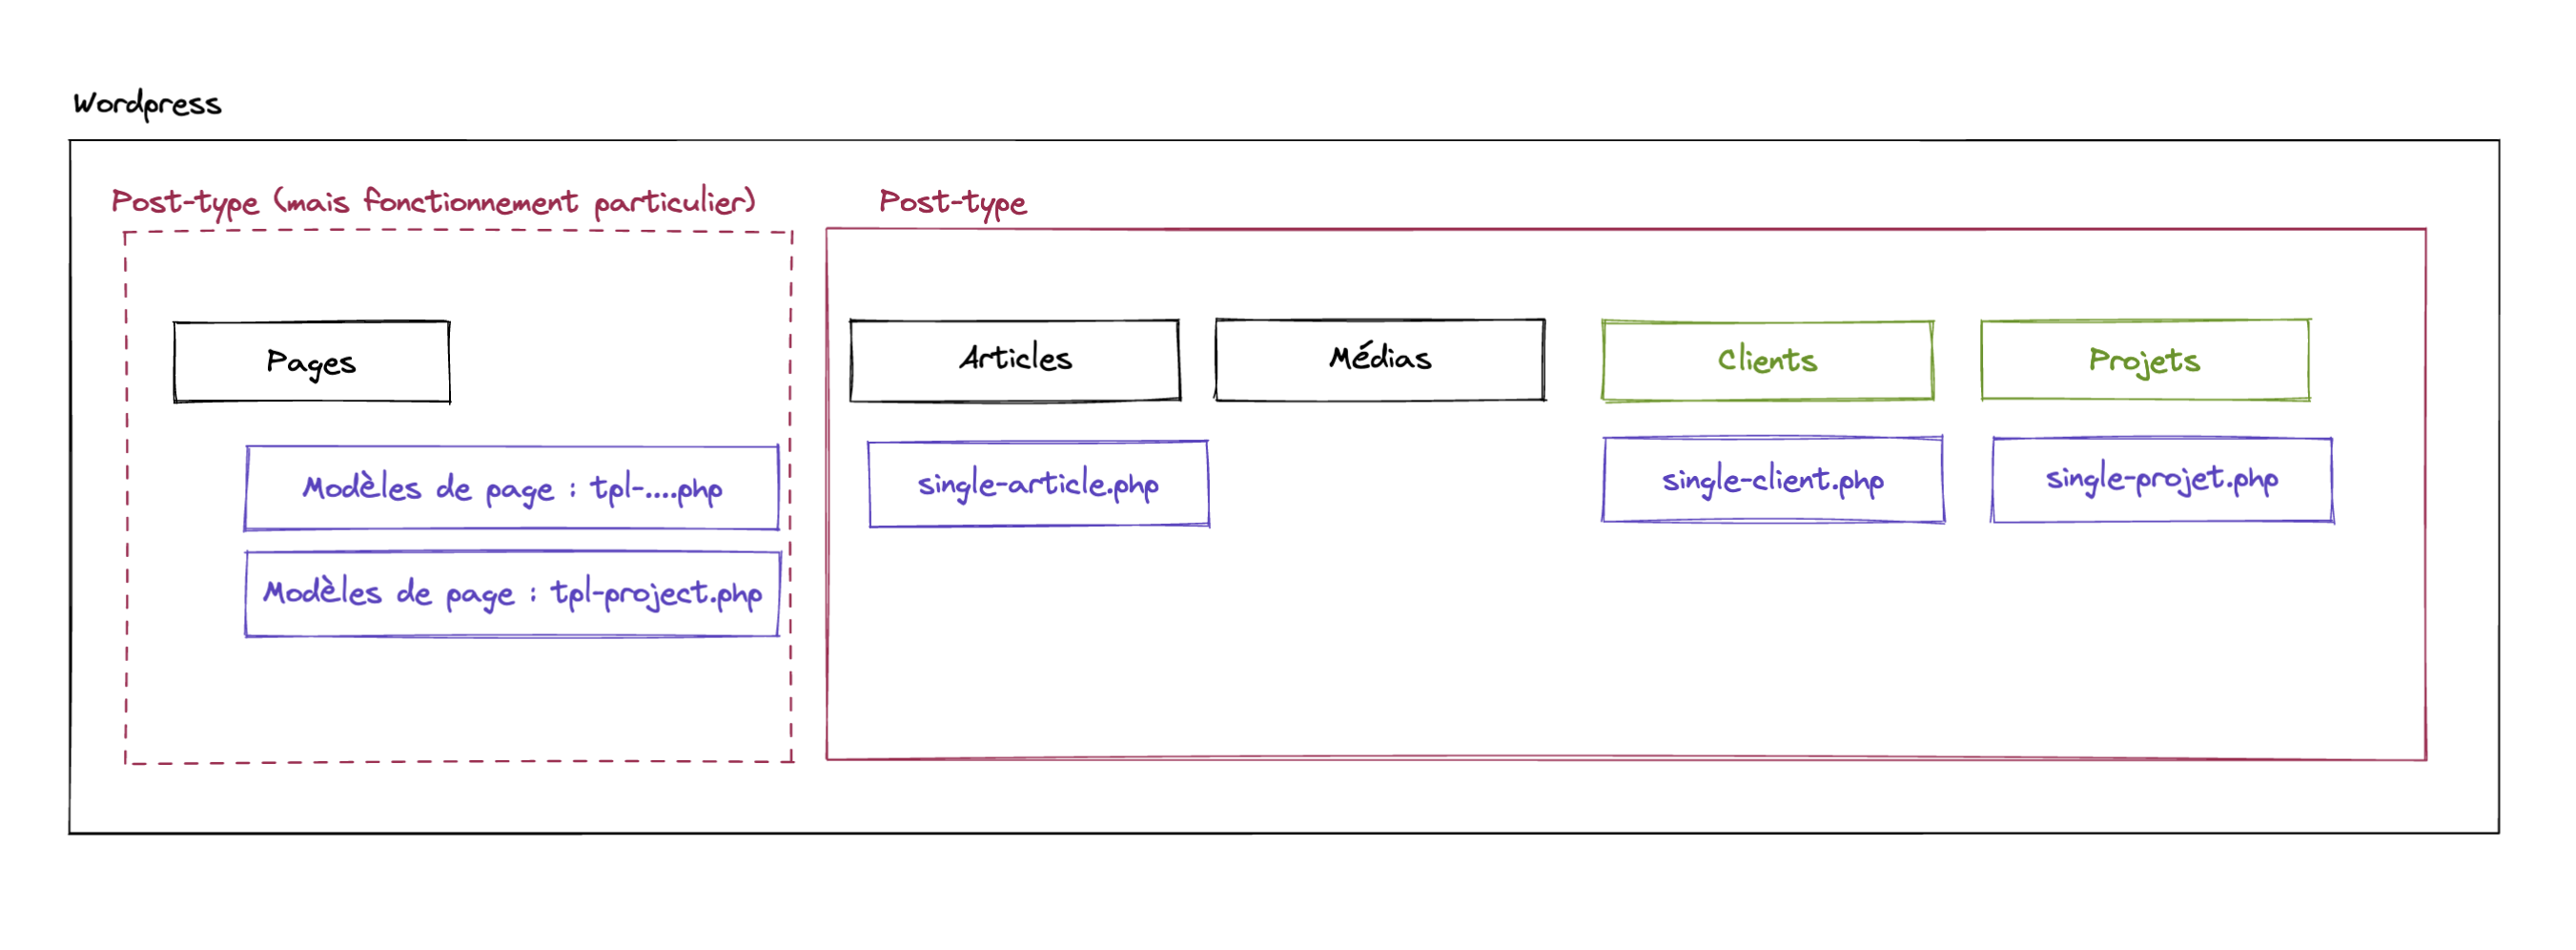 Wordpress
Post-type (mais fonctionnement particulier)
Post-type
Pages
Articles
Médias
Clients
Projets
Modèles de page : tpl-....php
single-article.php
single-client.php
single-projet.php
Modèles de page : tpl-project.php